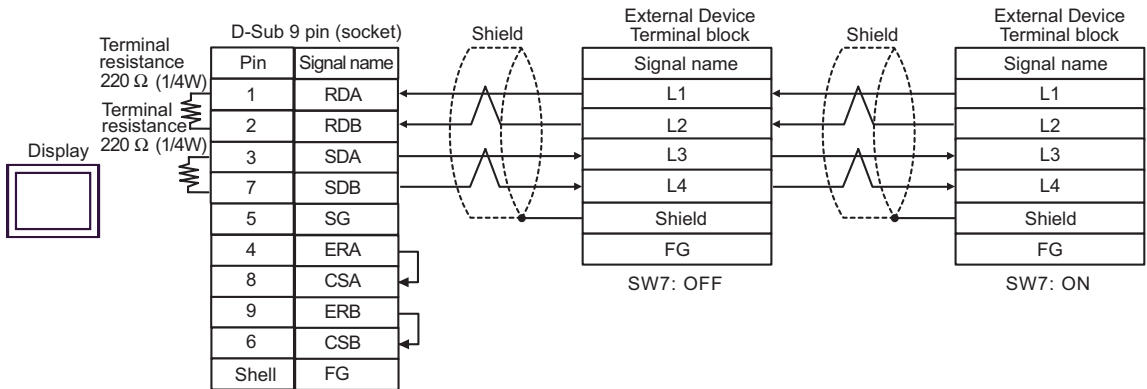 Terminal
resistance
220 Ω (1/4W)
Terminal
resistance
220 Ω (1/4W)
Display
D-Sub 9 pin (socket)
Pin Signal name
1 RDA
2 RDB
3 SDA
7 SDB
5 SG
4 ERA
8 CSA
9 ERB
6 CSB
Shell FG
Shield
External Device
Terminal block
Signal name
L1
L2
L3
L4
Shield
FG
SW7: OFF
Shield
External Device
Terminal block
Signal name
L1
L2
L3
L4
Shield
FG
SW7: ON